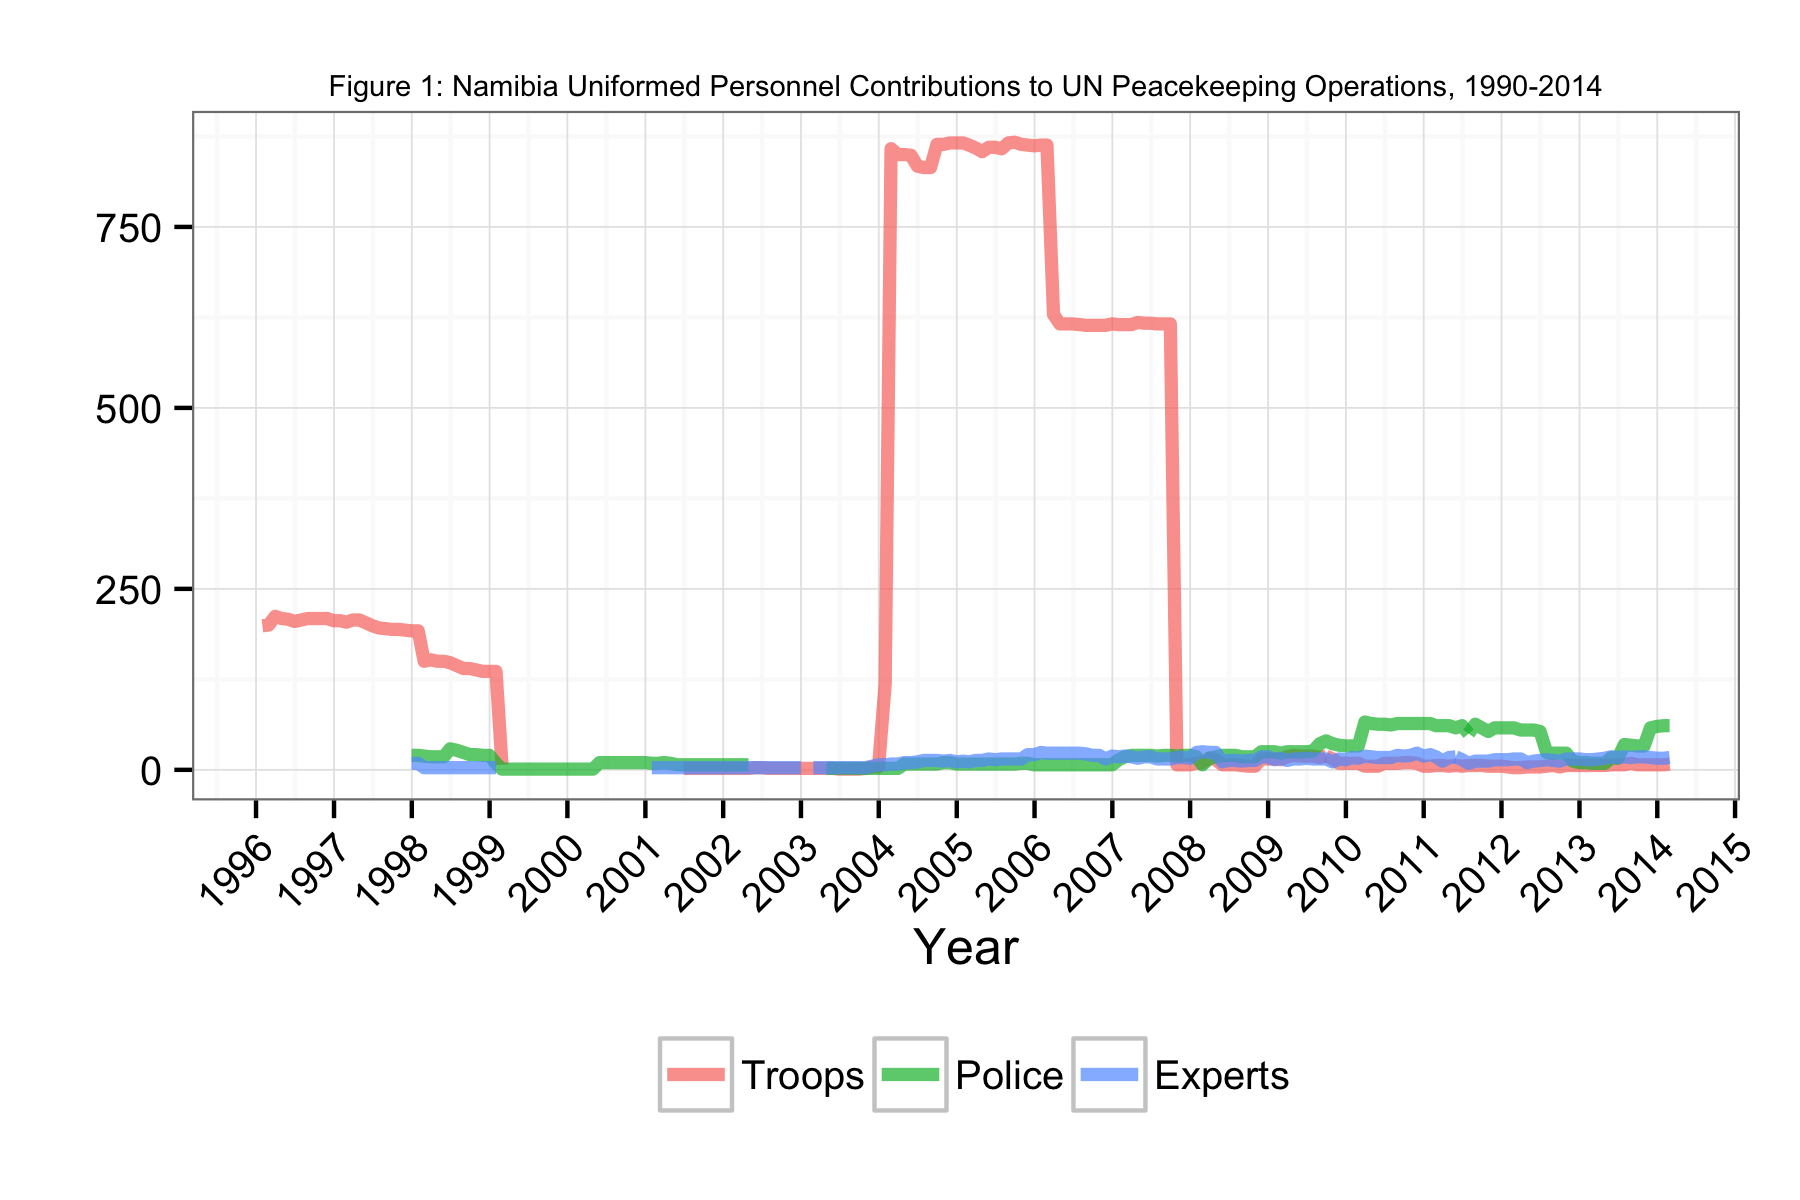 Figure 1: Namibia Uniformed Personnel Contributions to UN Peacekeeping Operations, 1990-2014
750
500
250
0
1996 1997 1998 1999 2000 2001 2002 2003 2004 2005 2006 2007 2008 2009 2010 2011 2012 2013 2014 2015
Year
Troops Police Experts